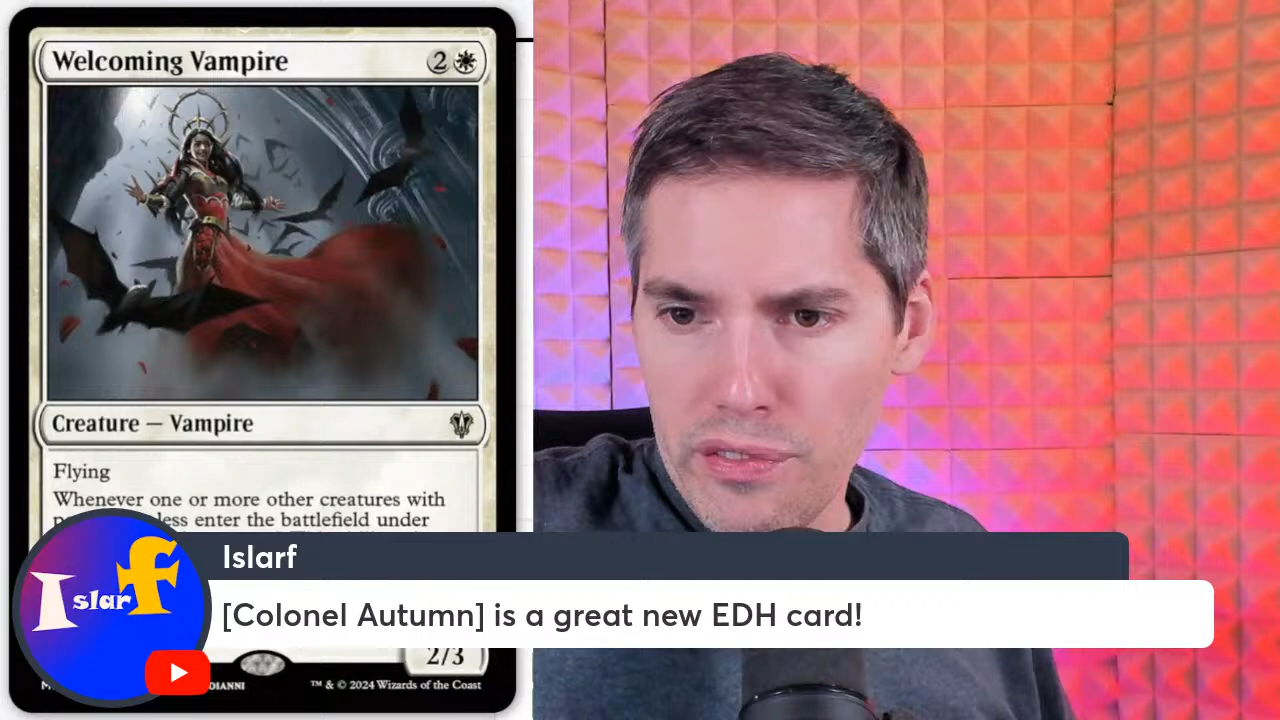 Welcoming Vampire 2
Creature — Vampire
Flying
Whenever one or more other creatures with
less enter the battlefield under
Islarf
Islarf
[Colonel Autumn] is a great new EDH card!
2/3
™ & © 2024 Wizards of the Coast